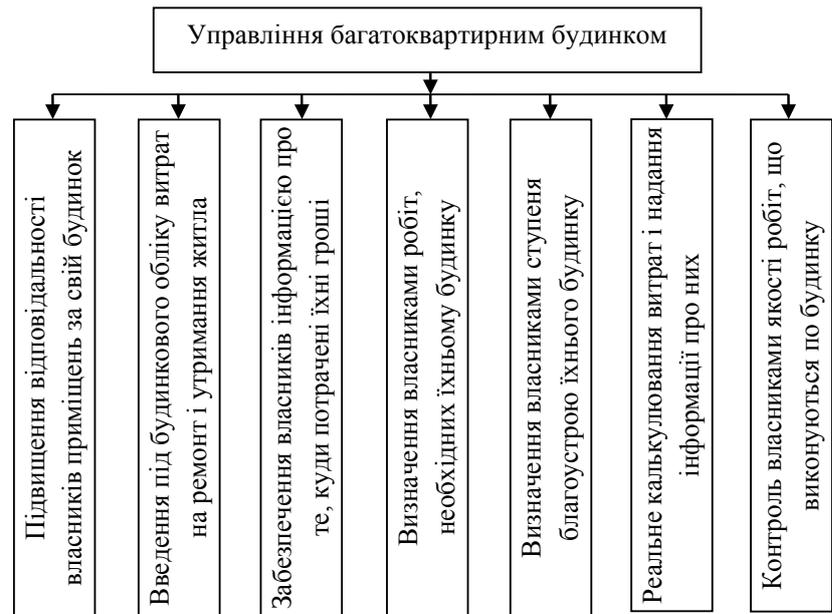 Управління багатоквартирним будинком
Підвищення відповідальності
власників приміщень за свій будинок
Введення під будинкового обліку витрат
на ремонт і утримання житла
Забезпечення власників інформацією про
те, куди потрачені їхні гроші
Визначення власниками робіт,
необхідних їхньому будинку
Визначення власниками ступеня
благоустрою їхнього будинку
Реальне калькулювання витрат і надання
інформації про них
Контроль власниками якості робіт, що
виконуються по будинку